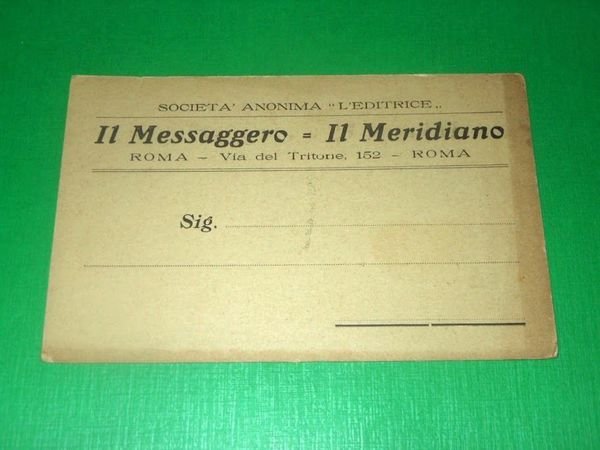 SOCIETA' ANONIMA "L'EDITRICE„
Il Messaggero = Il Meridiano
ROMA - Via del Tritone, 152 - ROMA
Sig.